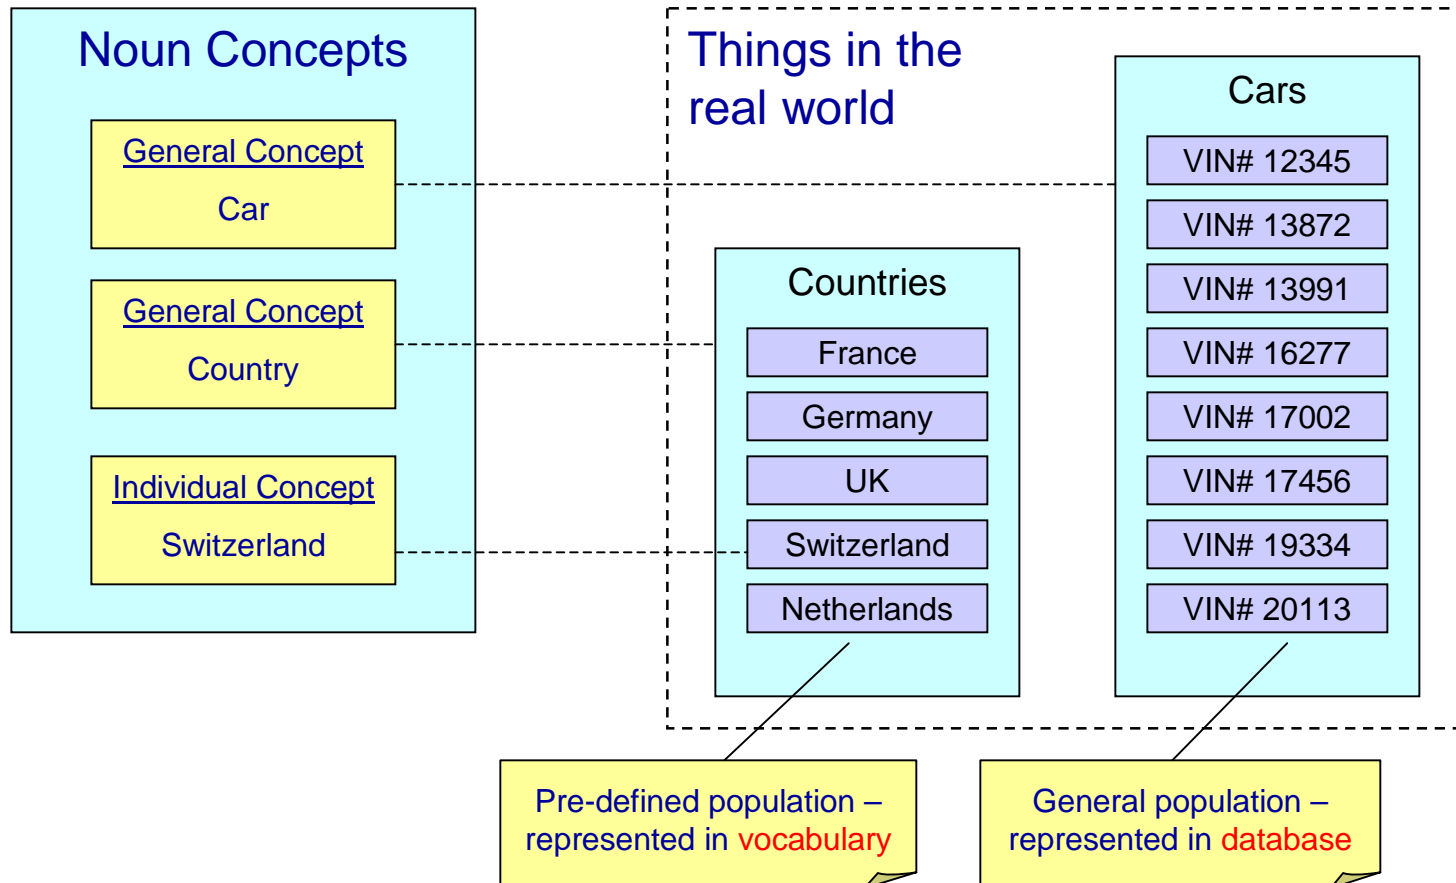 Noun Concepts
General Concept
Car
General Concept
Country
Individual Concept
Switzerland
Things in the
real world
Countries
France
Germany
UK
Switzerland
Netherlands
Cars
VIN# 12345
VIN# 13872
VIN# 13991
VIN# 16277
VIN# 17002
VIN# 17456
VIN# 19334
VIN# 20113
Pre-defined population –
represented in vocabulary
General population –
represented in database